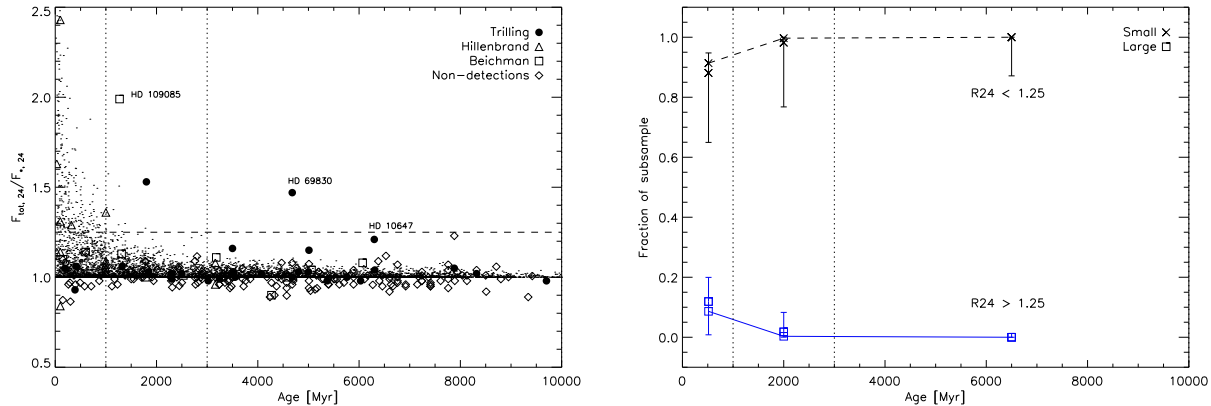 2.5
2.0
1.5
1.0
0.5
F_tot, 24/F_*, 24
Trilling
Hillenbrand
Beichman
Non-detections
HD 109085
HD 69830
HD 10647
0 2000 4000 6000 8000 10000
Age [Myr]
1.0
0.8
0.6
0.4
0.2
0.0
Fraction of subsample
Small
Large
R24 < 1.25
R24 > 1.25
0 2000 4000 6000 8000 10000
Age [Myr]